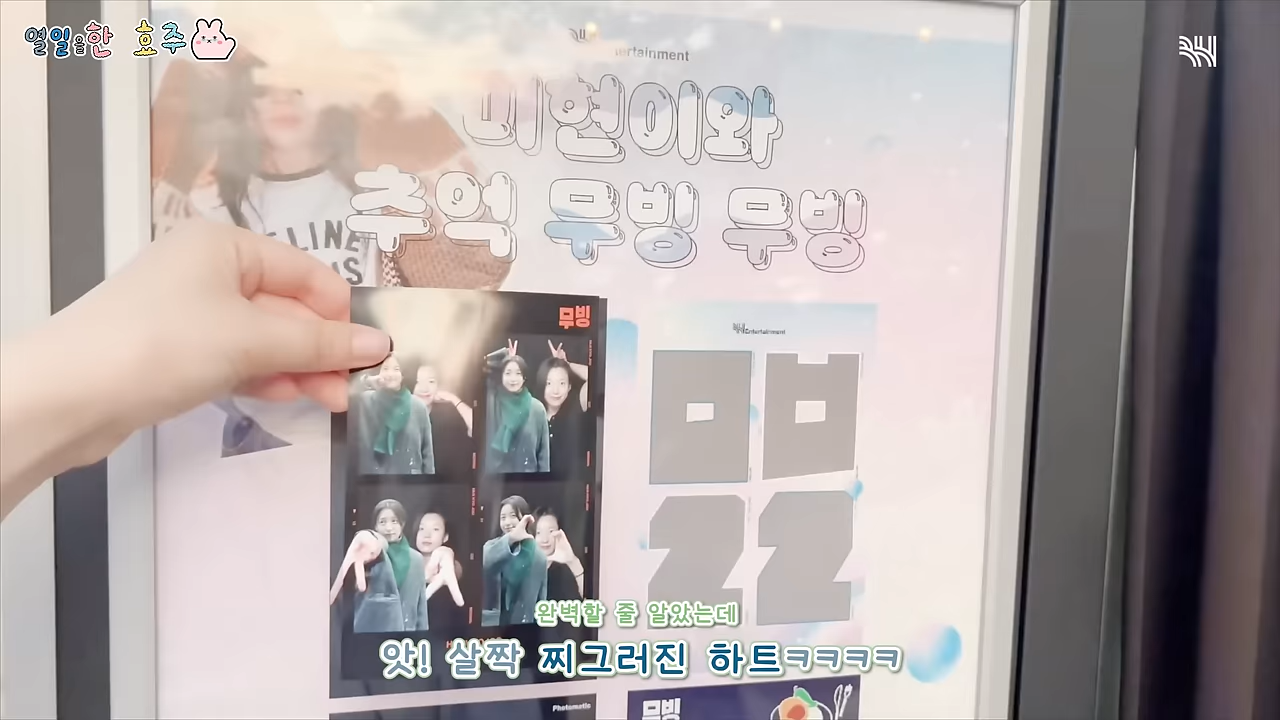 열일을한 효주
Entertainment
미현이와
추억 무빙 무빙
무빙
Entertainment
완벽할 줄 알았는데
앗! 살짝 찌그러진 하트ㅋㅋㅋㅋ
Photomatic
무빙